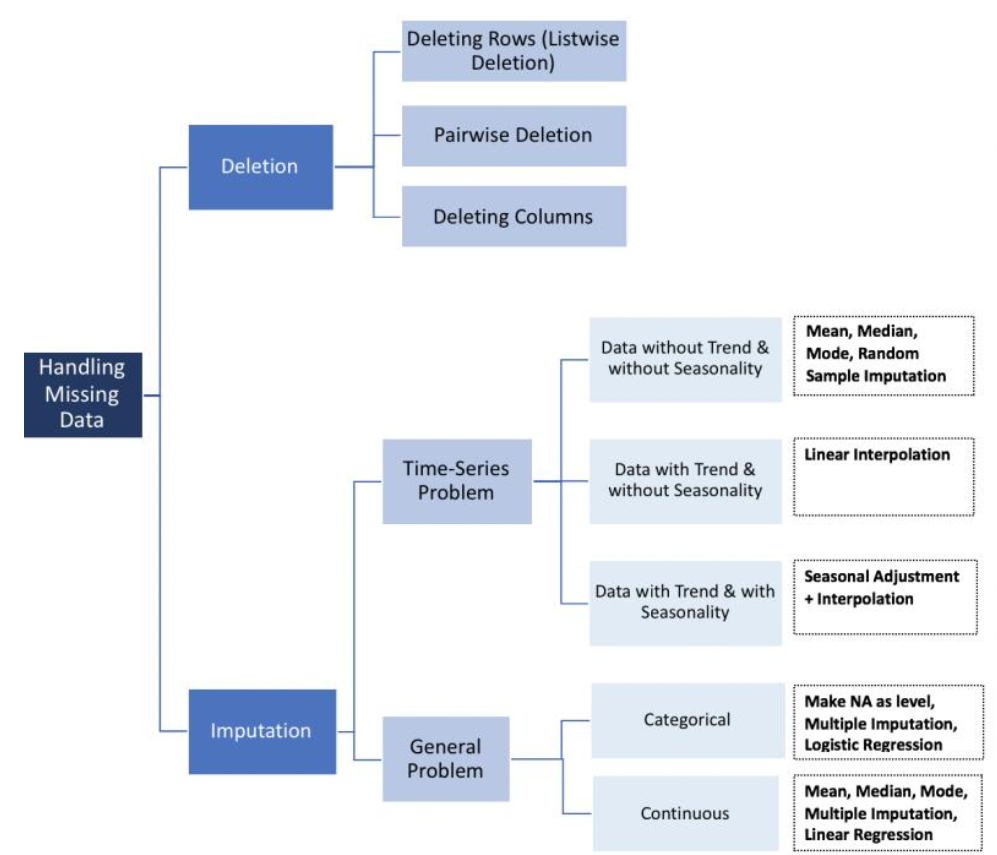 Deleting Rows (Listwise
Deletion)
Pairwise Deletion
Deletion
Deleting Columns
Handling
Missing
Data
Data without Trend &
without Seasonality
Mean, Median,
Mode, Random
Sample Imputation
Time-Series
Problem
Data with Trend &
without Seasonality
Linear Interpolation
Data with Trend & with
Seasonality
Seasonal Adjustment
+ Interpolation
Imputation
General
Problem
Categorical
Make NA as level,
Multiple Imputation,
Logistic Regression
Continuous
Mean, Median, Mode,
Multiple Imputation,
Linear Regression